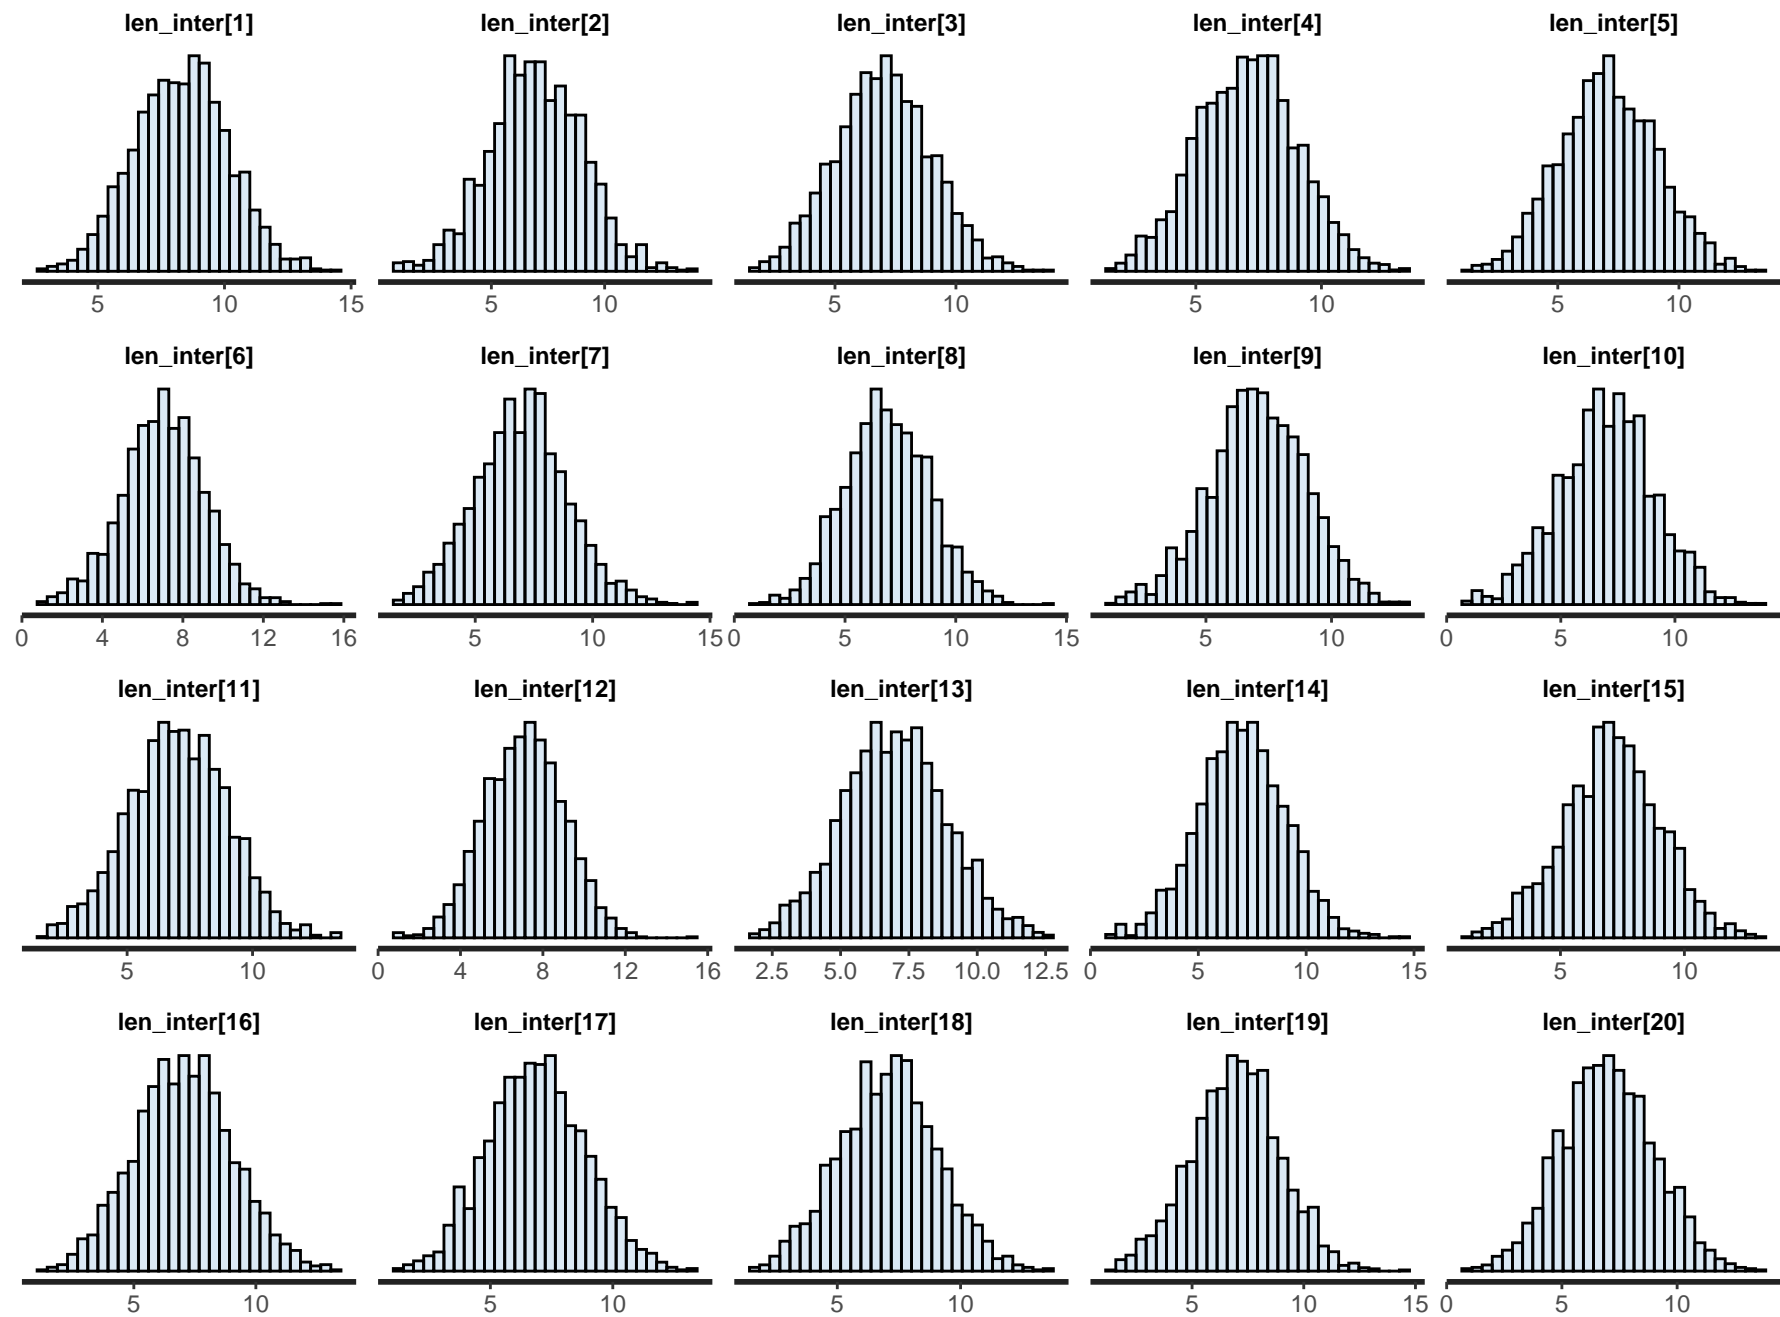 len_inter[1] len_inter[2] len_inter[3] len_inter[4] len_inter[5]
5 10 15 5 10 5 10 5 10 5 10
len_inter[6] len_inter[7] len_inter[8] len_inter[9] len_inter[10]
0 4 8 12 16 5 10 15 0 5 10 15 5 10 0 5 10
len_inter[11] len_inter[12] len_inter[13] len_inter[14] len_inter[15]
5 10 0 4 8 12 16 2.5 5.0 7.5 10.0 12.5 0 5 10 15 5 10
len_inter[16] len_inter[17] len_inter[18] len_inter[19] len_inter[20]
5 10 5 10 5 10 5 10 15 0 5 10